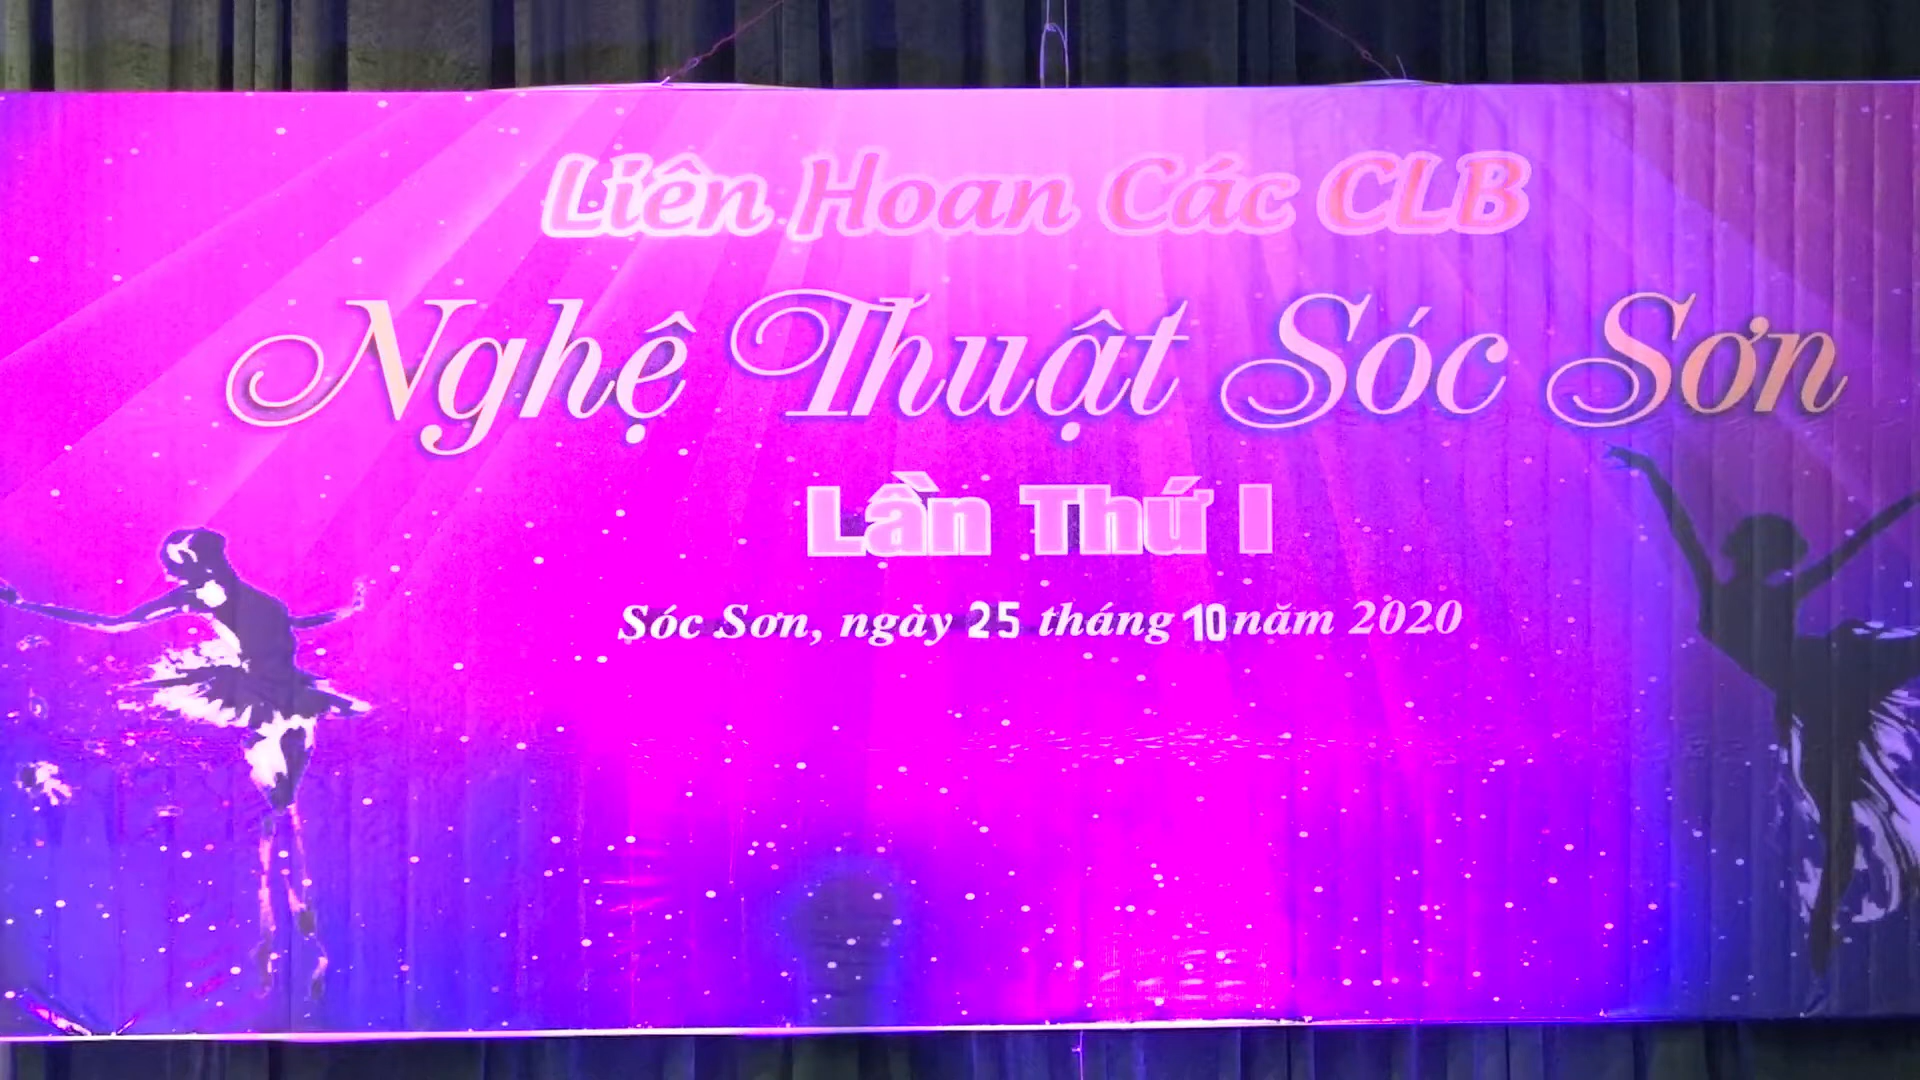 Liên Hoan Các CLB
Nghệ Thuật Sóc Sơn
Lần Thứ I
Sóc Sơn, ngày 25 tháng 10 năm 2020